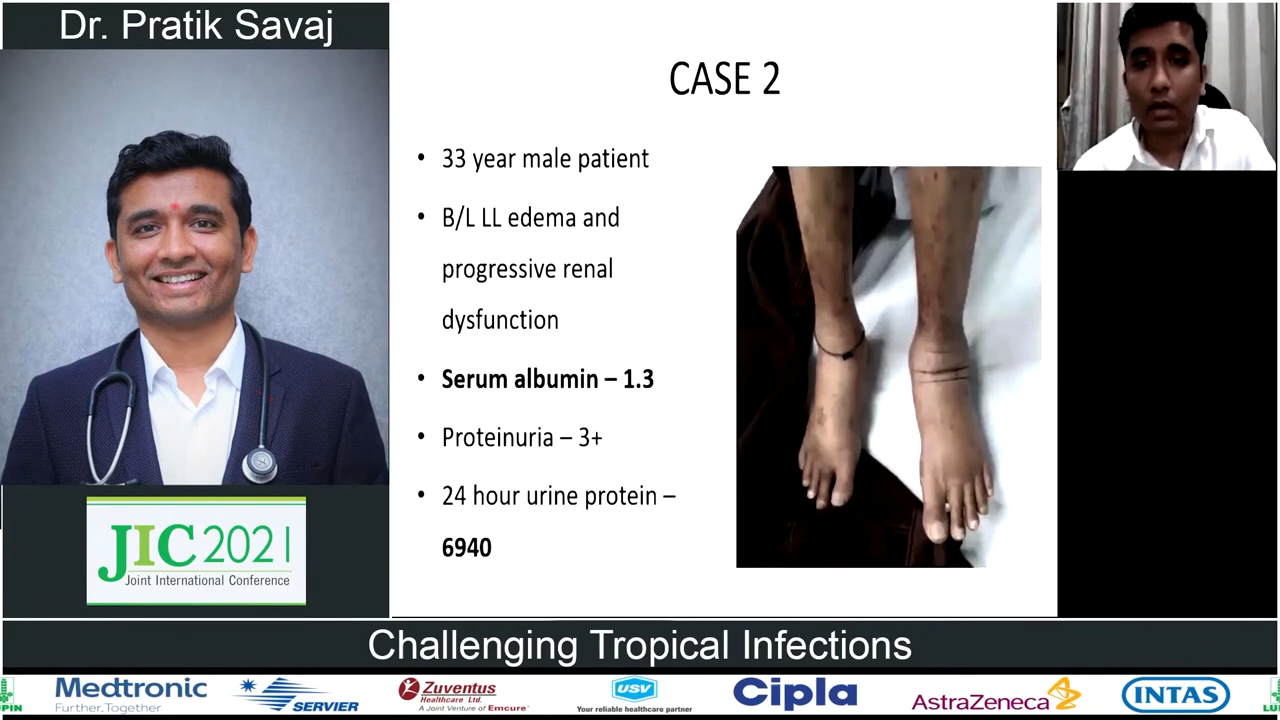 Dr. Pratik Savaj
CASE 2
• 33 year male patient
• B/L LL edema and
progressive renal
dysfunction
• Serum albumin – 1.3
• Proteinuria – 3+
• 24 hour urine protein –
6940
JIC 2021
Joint International Conference
Challenging Tropical Infections
UPIN
Medtronic
Further, Together
SERVIER
Zuventus
Healthcare Ltd.
A Joint Venture of Emcure
USV
Your reliable healthcare partner
Cipla
AstraZeneca
INTAS
LU